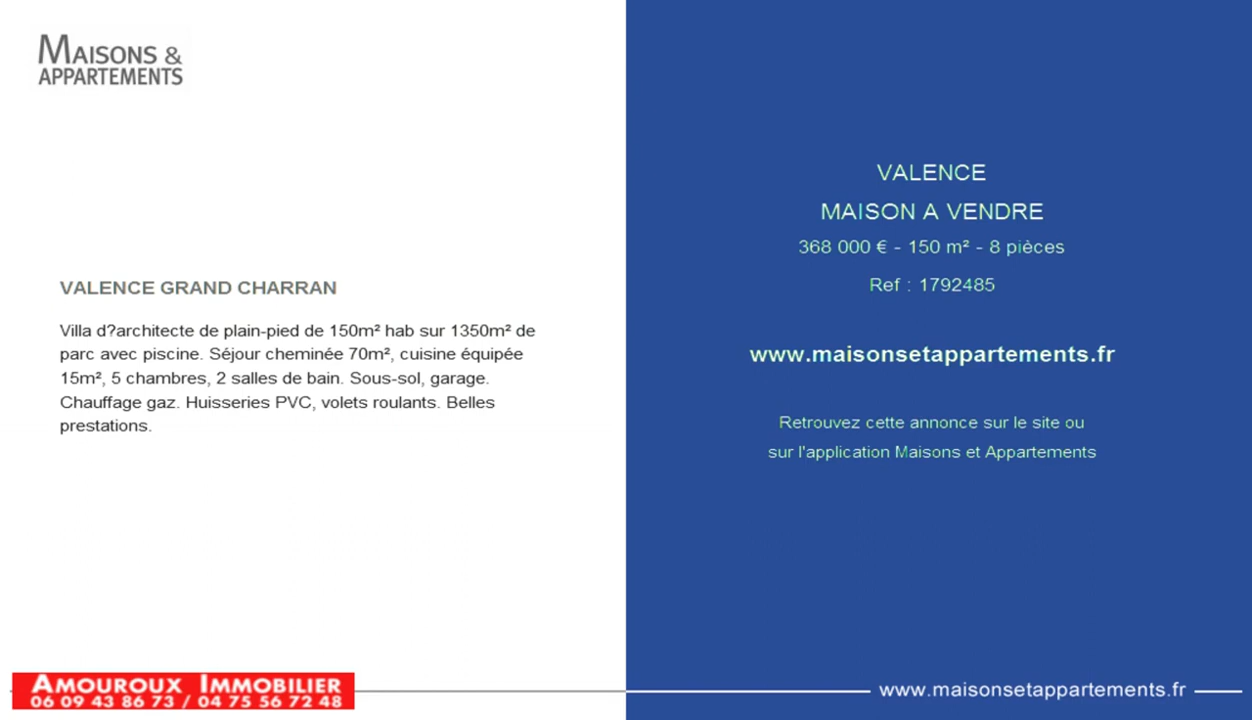 MAISONS &
APPARTEMENTS
VALENCE GRAND CHARRAN
Villa d?architecte de plain-pied de 150m² hab sur 1350m² de
parc avec piscine. Séjour cheminée 70m², cuisine équipée
15m², 5 chambres, 2 salles de bain. Sous-sol, garage.
Chauffage gaz. Huisseries PVC, volets roulants. Belles
prestations.
AMOUROUX IMMOBILIER
06 09 43 86 73 / 04 75 56 72 48
VALENCE
MAISON A VENDRE
368 000 € - 150 m² - 8 pièces
Ref : 1792485
www.maisonsetappartements.fr
Retrouvez cette annonce sur le site ou
sur l'application Maisons et Appartements
www.maisonsetappartements.fr